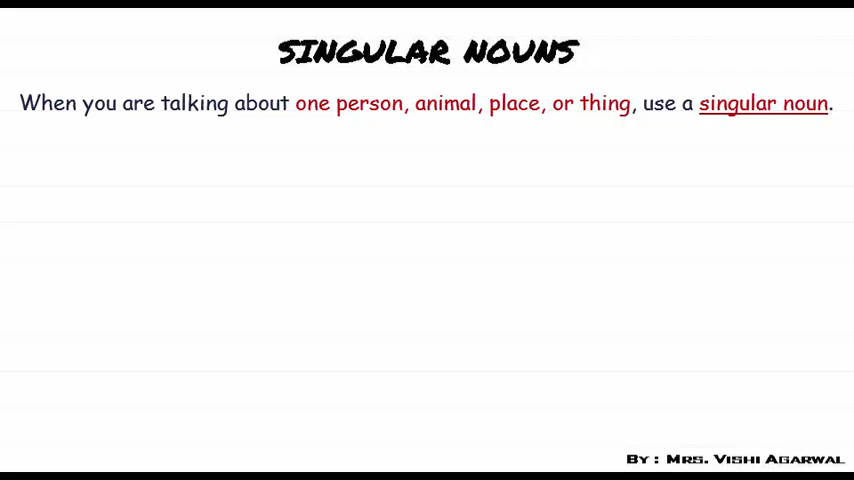 SINGULAR NOUNS
When you are talking about one person, animal, place, or thing, use a singular noun.
By : Mrs. Vishi Agarwal